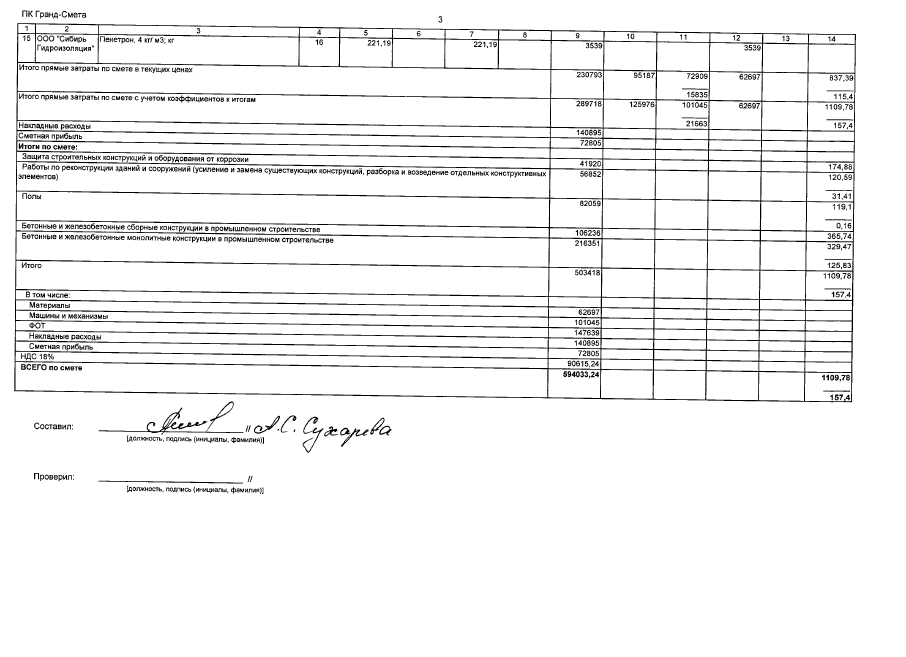 ПК Гранд-Смета
3
1 2 3 4 5 6 7 8 9 10 11 12 13 14
15 ООО "Сибирь Гидроизоляция" Пенетрон, 4 кг/ м3; кг 16 221,19 221,19 3539 3539
Итого прямые затраты по смете в текущих ценах 230793 95187 72909 62697 837,39
15835 115,4
Итого прямые затраты по смете с учетом коэффициентов к итогам 289718 125976 101045 62697 1109,78
21663 157,4
Накладные расходы 140895
Сметная прибыль 72805
Итоги по смете:
Защита строительных конструкций и оборудования от коррозии 41920 174,88
Работы по реконструкции зданий и сооружений (усиление и замена существующих конструкций, разборка и возведение отдельных конструктивных 56852 120,59
элементов)
31,41
Полы 82059 119,1
0,16
Бетонные и железобетонные сборные конструкции в промышленном строительстве 106236 365,74
Бетонные и железобетонные монолитные конструкции в промышленном строительстве 216351 329,47
125,83
Итого 503418 1109,78
157,4
В том числе:
Материалы 62697
Машины и механизмы 101045
ФОТ 147639
Накладные расходы 140895
Сметная прибыль 72805
НДС 18% 90615,24
ВСЕГО по смете 594033,24 1109,78
157,4
Составил: // А.С. Сухарева
[должность, подпись (инициалы, фамилия)]
Проверил: //
[должность, подпись (инициалы, фамилия)]